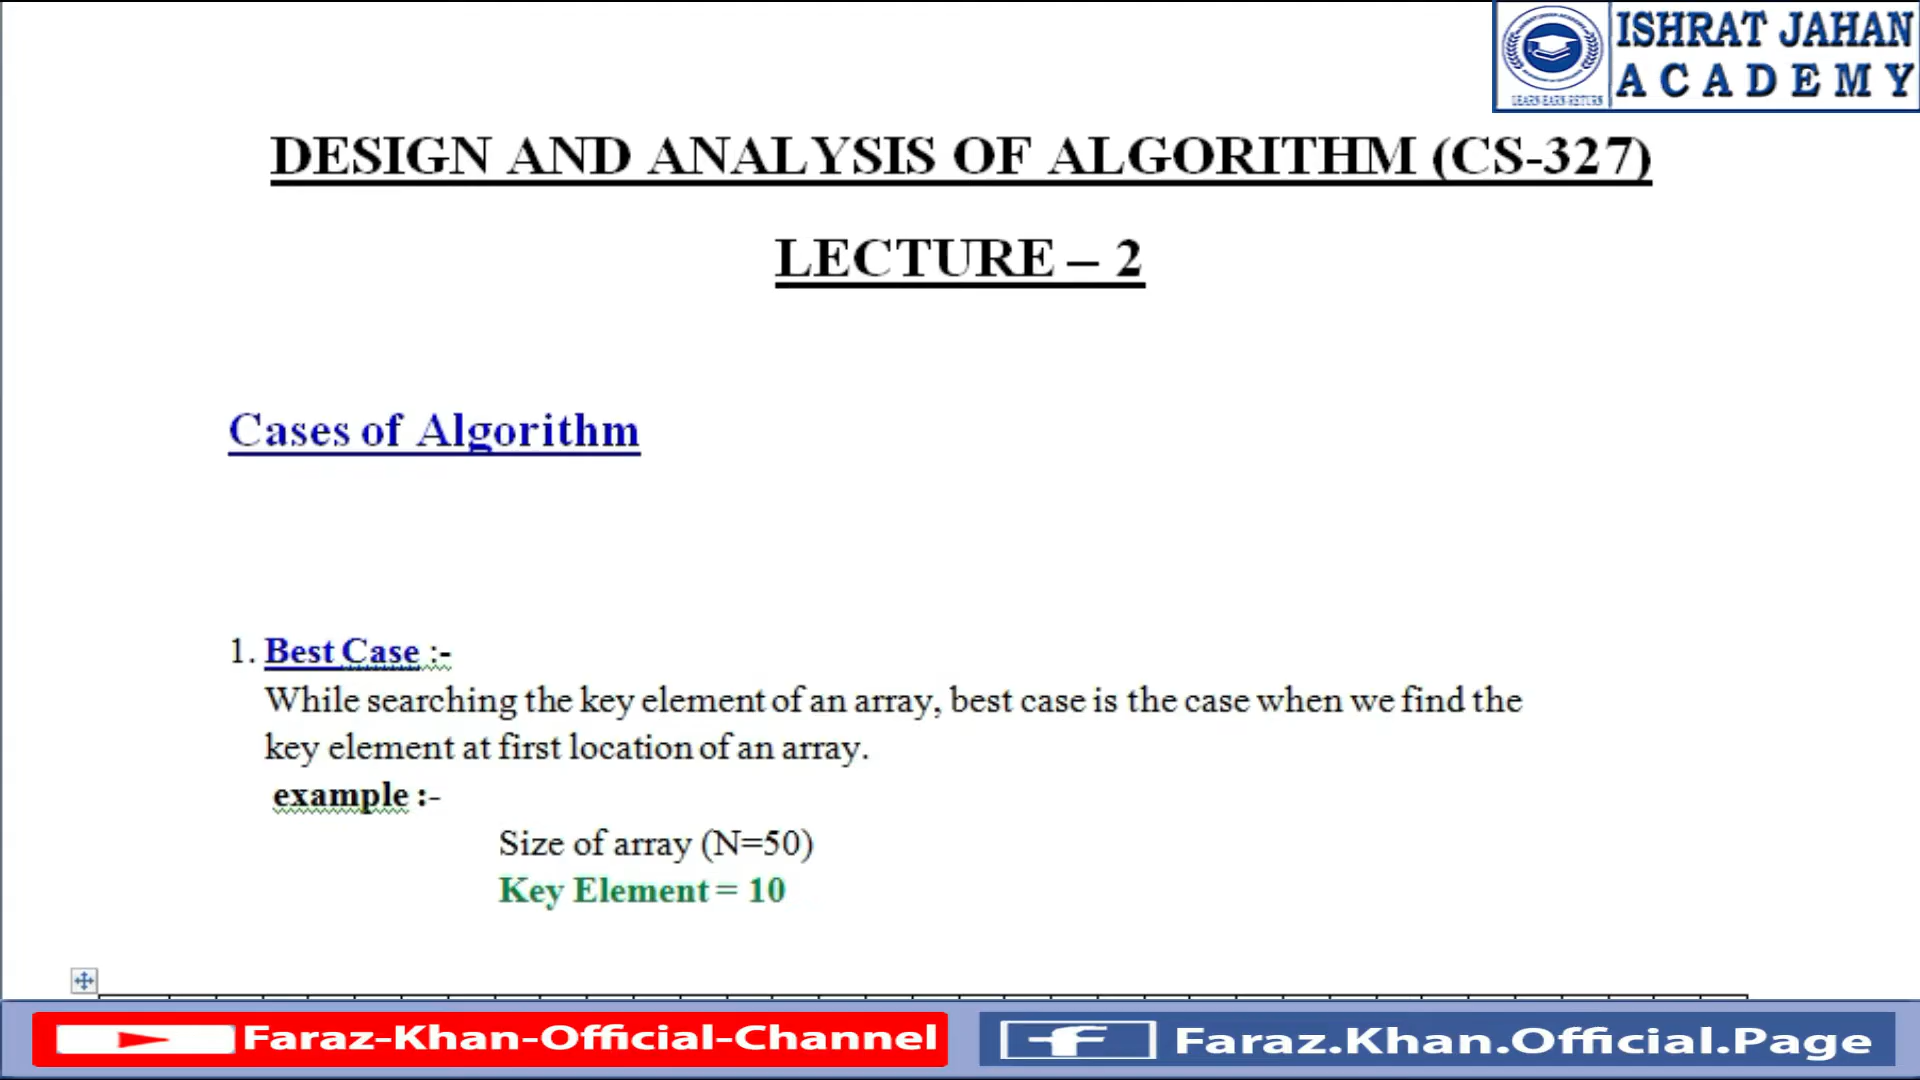 ISHRAT JAHAN
ACADEMY
LEARN-EARN-RETURN
DESIGN AND ANALYSIS OF ALGORITHM (CS-327)
LECTURE – 2
Cases of Algorithm
1. Best Case :-
While searching the key element of an array, best case is the case when we find the
key element at first location of an array.
example :-
Size of array (N=50)
Key Element = 10
Faraz-Khan-Official-Channel
f Faraz.Khan.Official.Page